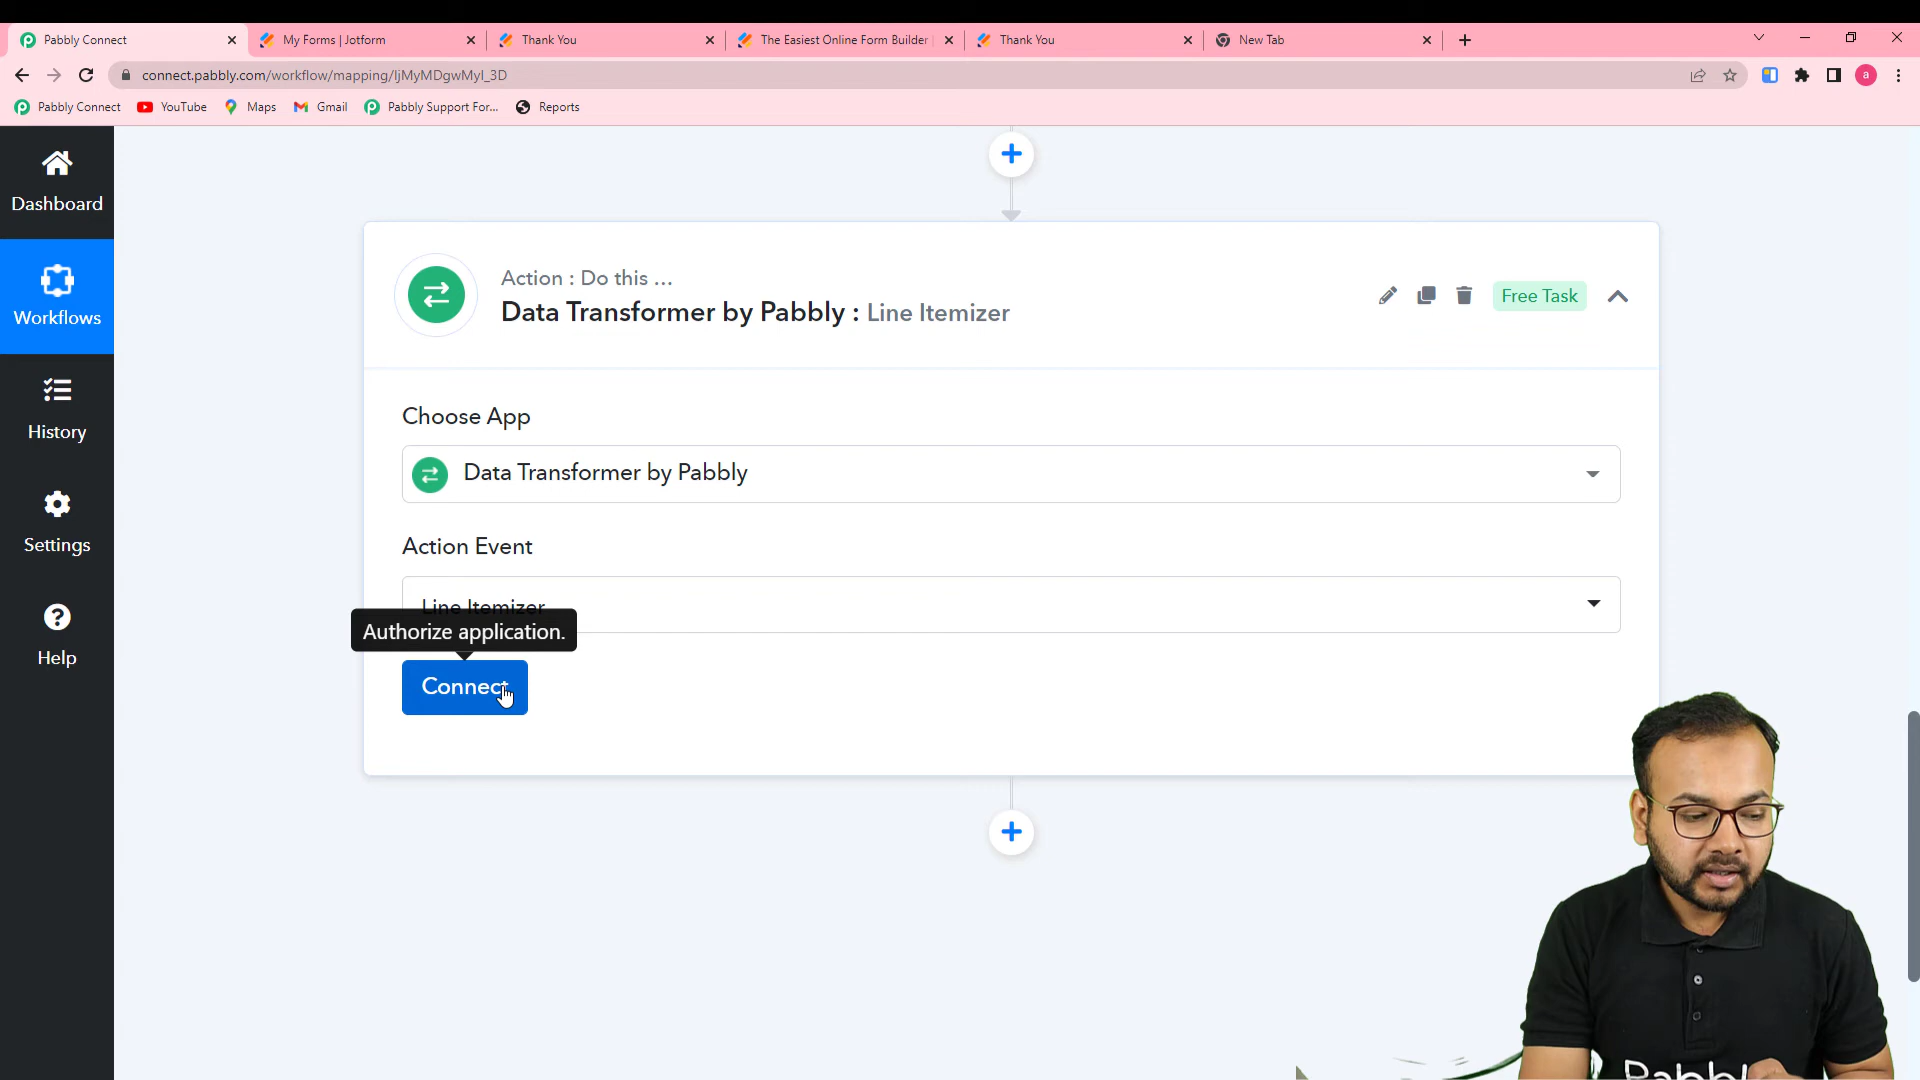 Pabbly Connect
My Forms | Jotform
Thank You
The Easiest Online Form Builder
Thank You
New Tab
connect.pabbly.com/workflow/mapping/IjMyMDgwMyI_3D
a
Pabbly Connect
YouTube
Maps
Gmail
Pabbly Support For...
Reports
Dashboard
Workflows
History
Settings
Help
Action : Do this ...
Data Transformer by Pabbly : Line Itemizer
Free Task
Choose App
Data Transformer by Pabbly
Action Event
Line Itemizer
Authorize application.
Connect